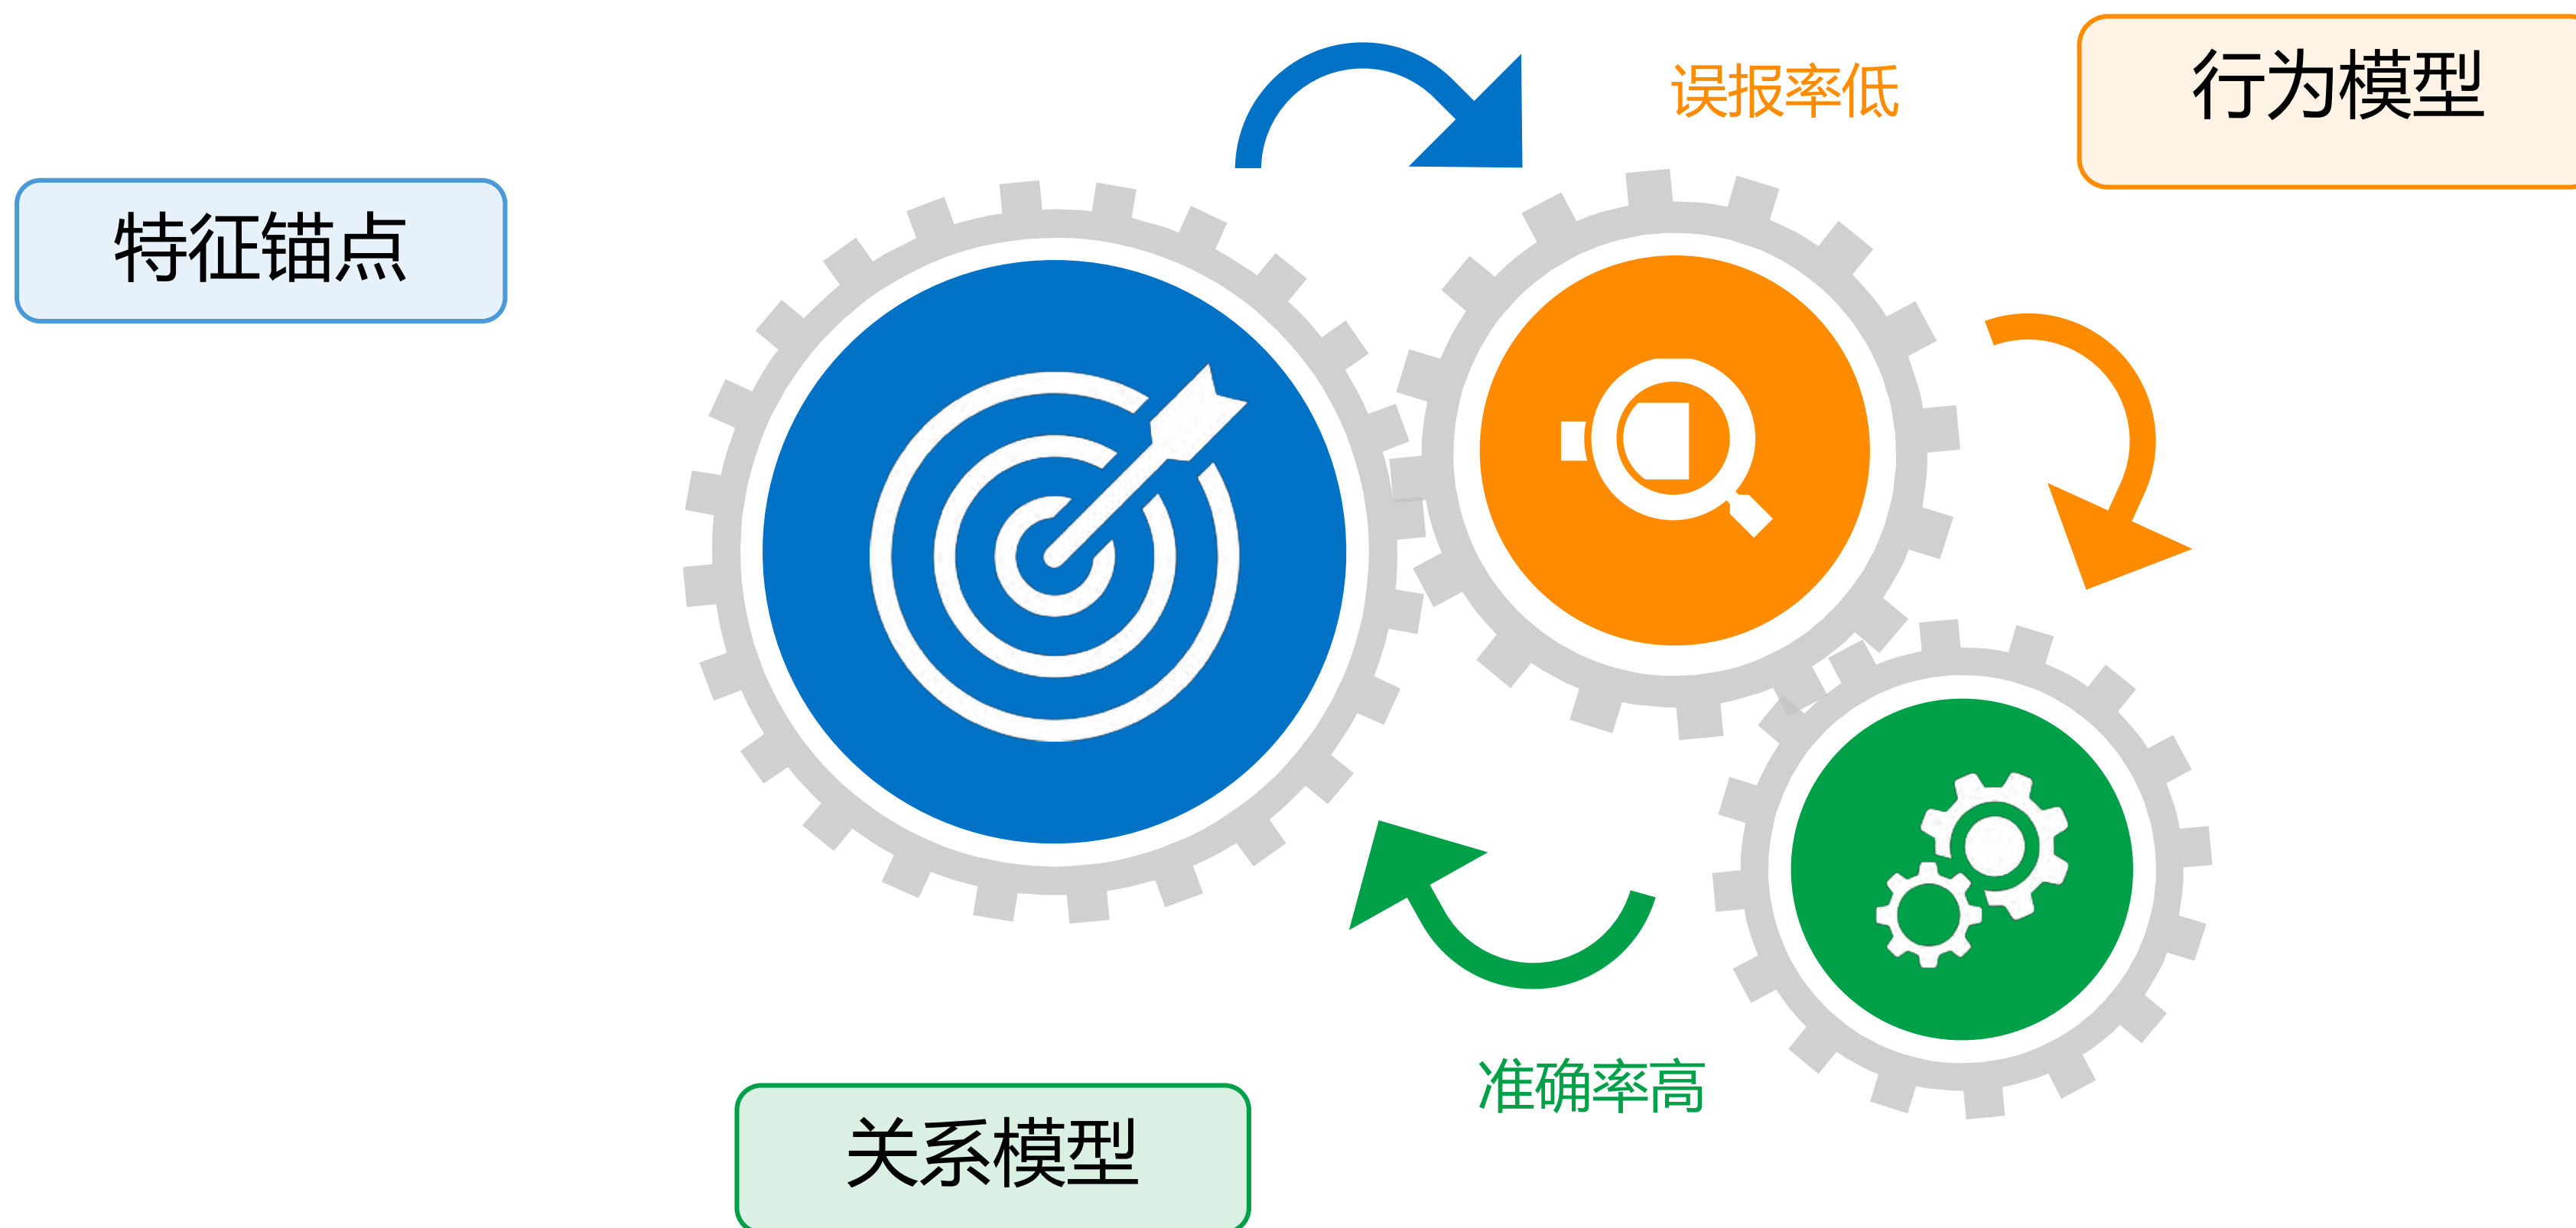 误报率低
行为模型
特征锚点
准确率高
关系模型